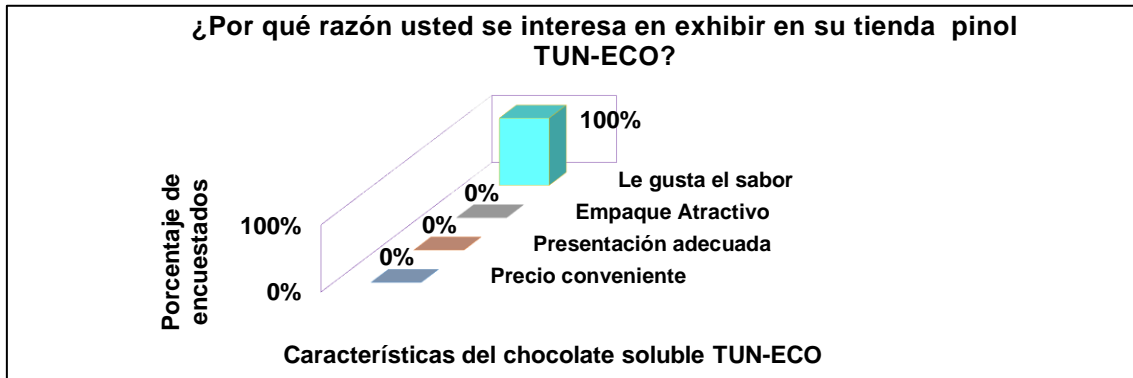 ¿Por qué razón usted se interesa en exhibir en su tienda pinol
TUN-ECO?
100%
Le gusta el sabor
0%
Empaque Atractivo
0%
Presentación adecuada
0%
Precio conveniente
100%
0%
Porcentaje de
encuestados
Características del chocolate soluble TUN-ECO